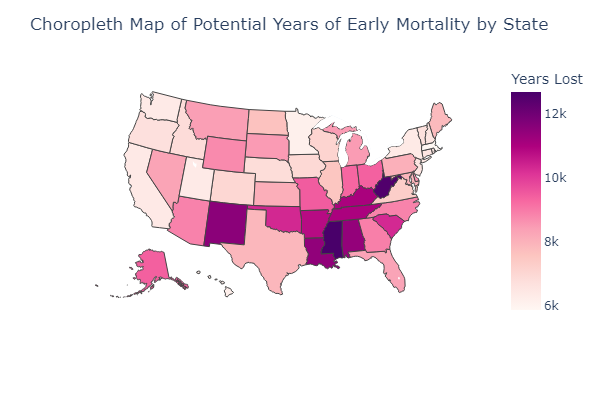 Choropleth Map of Potential Years of Early Mortality by State
Years Lost
12k
10k
8k
6k